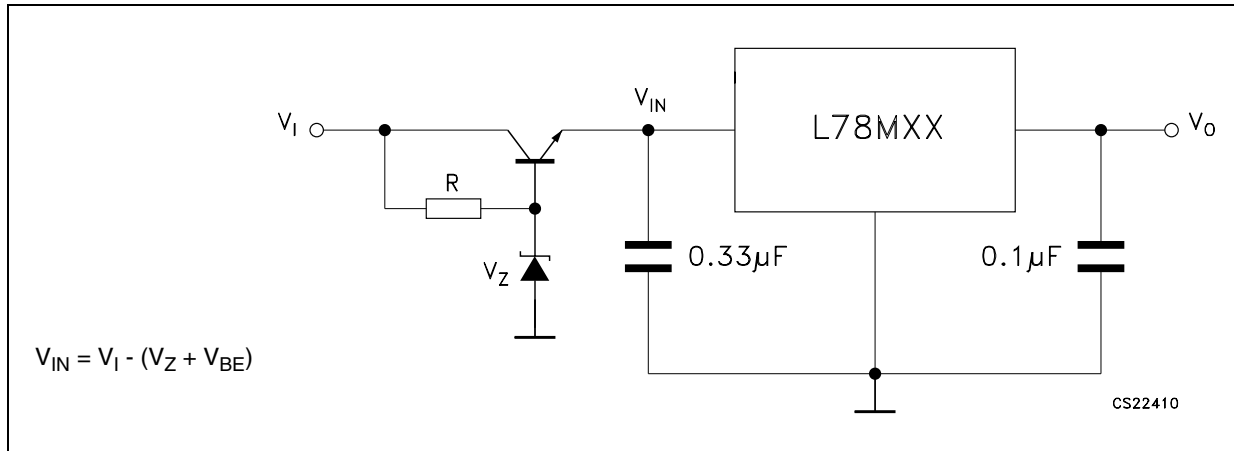 V_I
V_IN
L78MXX
V_O
R
V_Z
0.33µF
0.1µF
V_IN = V_I - (V_Z + V_BE)
CS22410